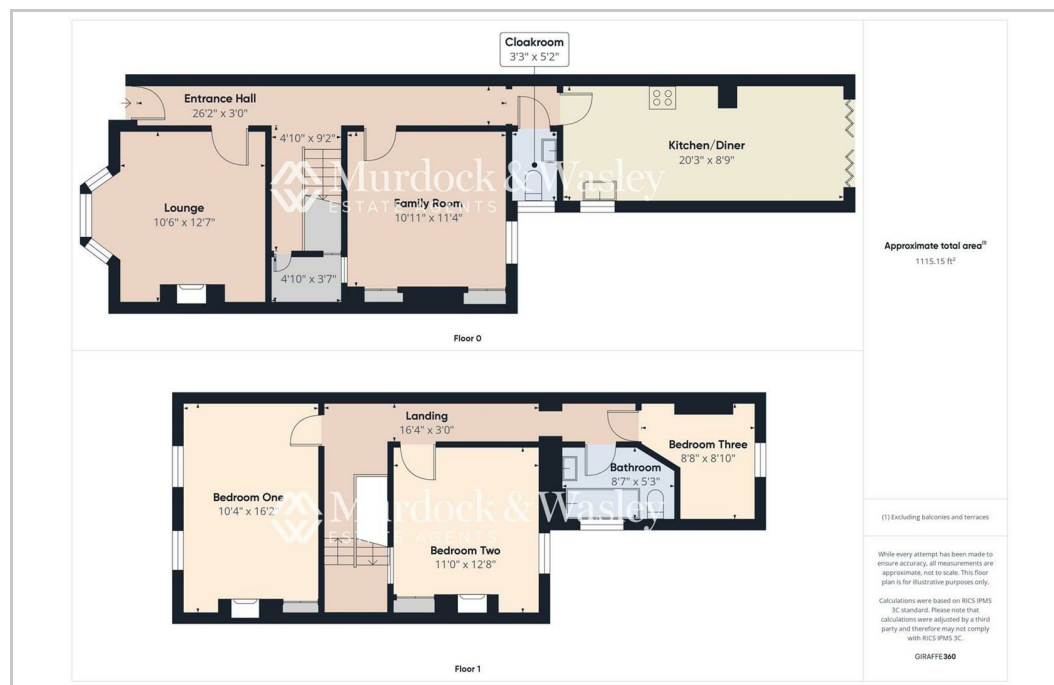 Cloakroom
3'3" x 5'2"
Entrance Hall
26'2" x 3'0"
4'10" x 9'2"
Kitchen/Diner
20'3" x 8'9"
Murdock & Wasley
ESTATE AGENTS
Lounge
10'6" x 12'7"
Family Room
10'11" x 11'4"
4'10" x 3'7"
Floor 0
Approximate total area(1)
1115.15 ft²
Landing
16'4" x 3'0"
Bedroom Three
8'8" x 8'10"
Bathroom
8'7" x 5'3"
Bedroom One
10'4" x 16'2"
Murdock & Wasley
ESTATE AGENTS
Bedroom Two
11'0" x 12'8"
Floor 1
(1) Excluding balconies and terraces
While every attempt has been made to
ensure accuracy, all measurements are
approximate, not to scale. This floor
plan is for illustrative purposes only.
Calculations were based on RICS IPMS
3C standard. Please note that
calculations were adjusted by a third
party and therefore may not comply
with RICS IPMS 3C.
GIRAFFE360